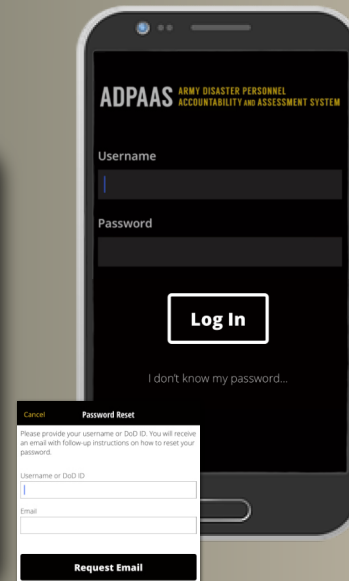 ADPAAS ARMY DISASTER PERSONNEL
ACCOUNTABILITY AND ASSESSMENT SYSTEM
Username
Password
Log In
I don't know my password...
Cancel Password Reset
Please provide your username or DoD ID. You will receive
an email with follow-up instructions on how to reset your
password.
Username or DoD ID
Email
Request Email